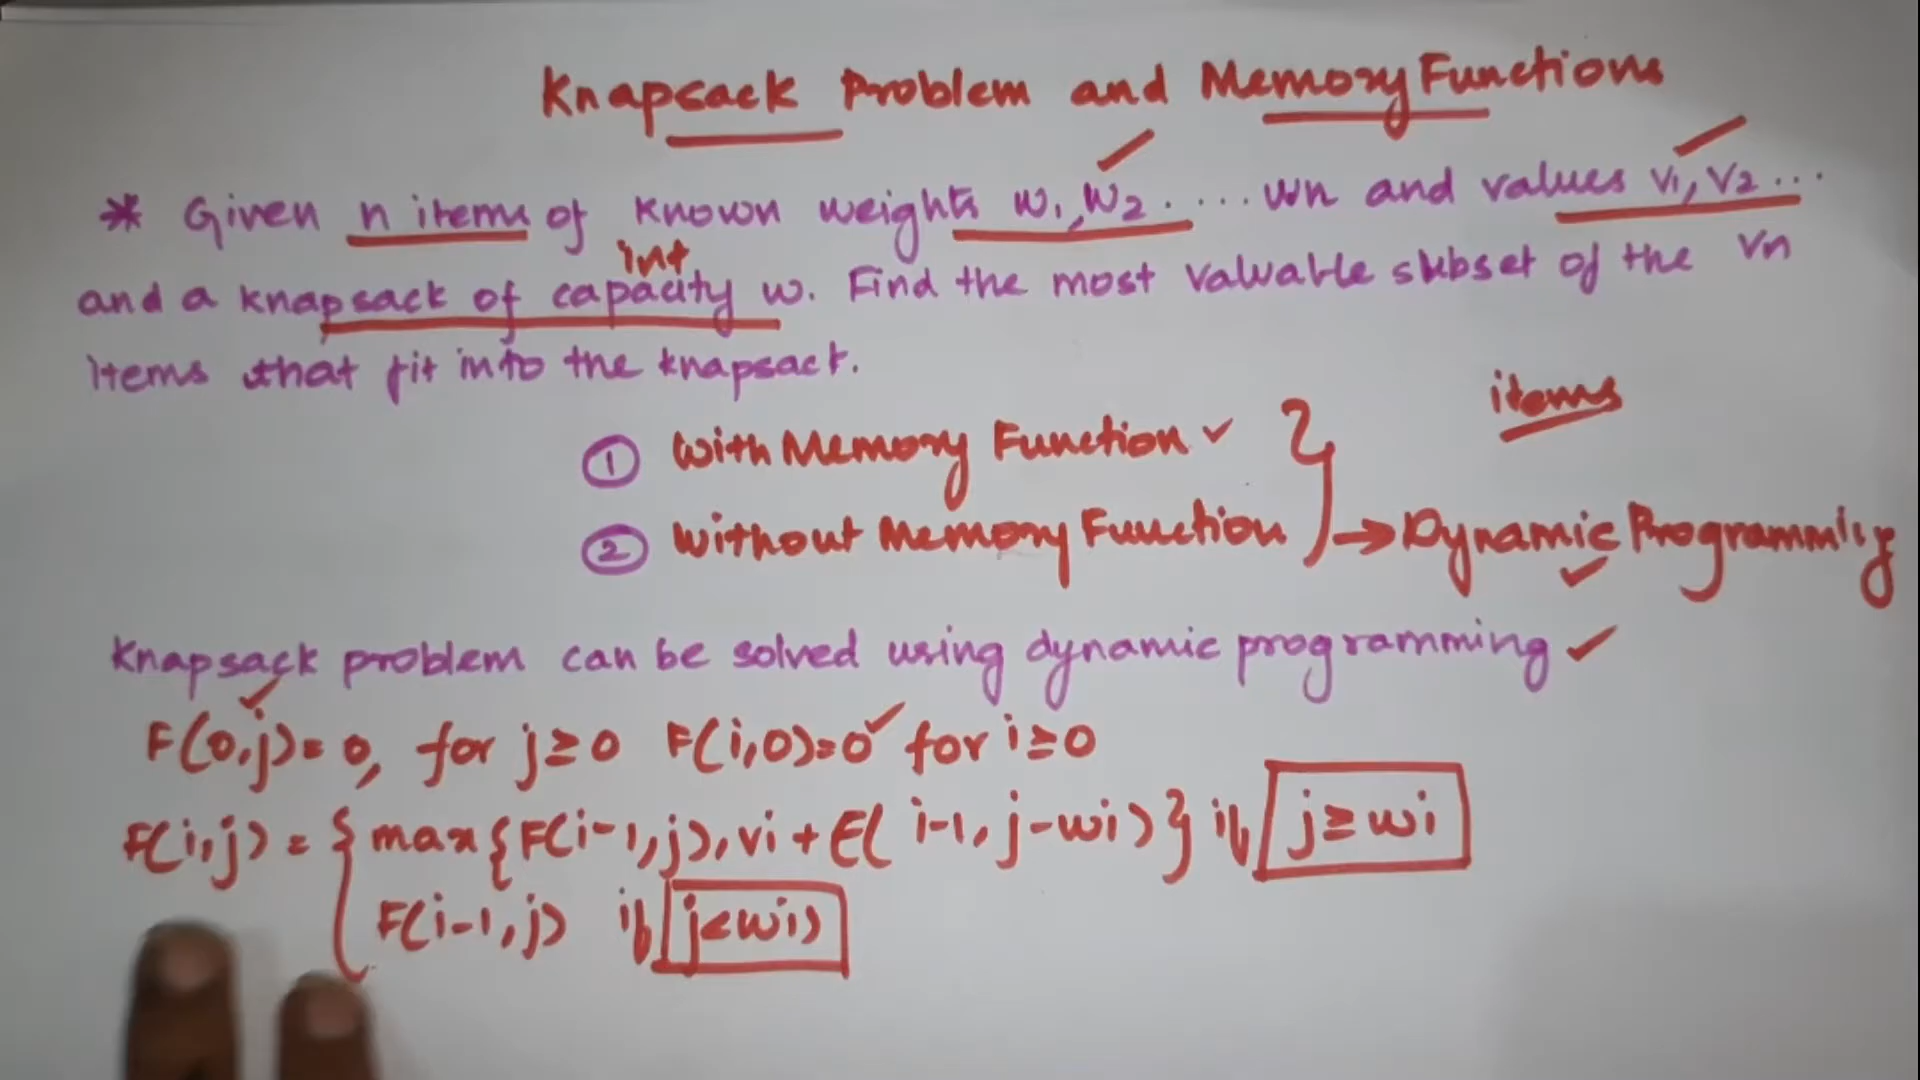 Knapsack Problem and Memory Functions
* Given n items of known weights w1, w2 ..... wn and values v1, v2 ...
vn
int
and a knapsack of capacity w. Find the most valuable subset of the
items that fit into the knapsact.
items
① With Memory Function ✓
② Without Memory Function → Dynamic Programming
Knapsack problem can be solved using dynamic programming ✓
F(0,j)=0, for j≥0 F(i,0)=0 for i≥0
F(i,j) = { max{F(i-1,j), vi + F( i-1, j-wi)} if j≥wi
F(i-1,j) if j<wi)